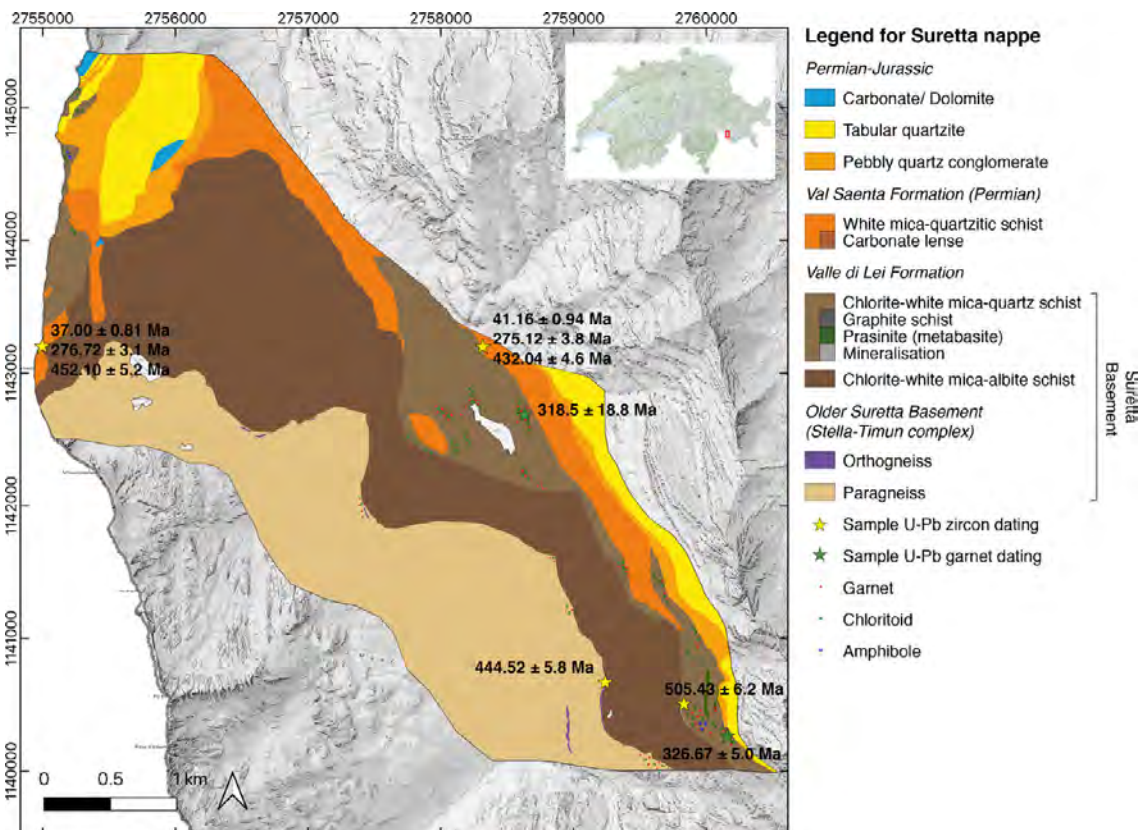 2755000 2756000 2757000 2758000 2759000 2760000
1145000
1144000
1143000
1142000
1141000
1140000
37.00 ± 0.81 Ma
276.72 ± 3.1 Ma
452.10 ± 5.2 Ma
41.16 ± 0.94 Ma
275.12 ± 3.8 Ma
432.04 ± 4.6 Ma
318.5 ± 18.8 Ma
444.52 ± 5.8 Ma
505.43 ± 6.2 Ma
326.67 ± 5.0 Ma
0 0.5 1 km
Legend for Suretta nappe
Permian-Jurassic
Carbonate/ Dolomite
Tabular quartzite
Pebbly quartz conglomerate
Val Saenta Formation (Permian)
White mica-quartzitic schist
Carbonate lense
Valle di Lei Formation
Chlorite-white mica-quartz schist
Graphite schist
Prasinite (metabasite)
Mineralisation
Chlorite-white mica-albite schist
Older Suretta Basement
(Stella-Timun complex)
Orthogneiss
Paragneiss
Suretta
Basement
Sample U-Pb zircon dating
Sample U-Pb garnet dating
Garnet
Chloritoid
Amphibole